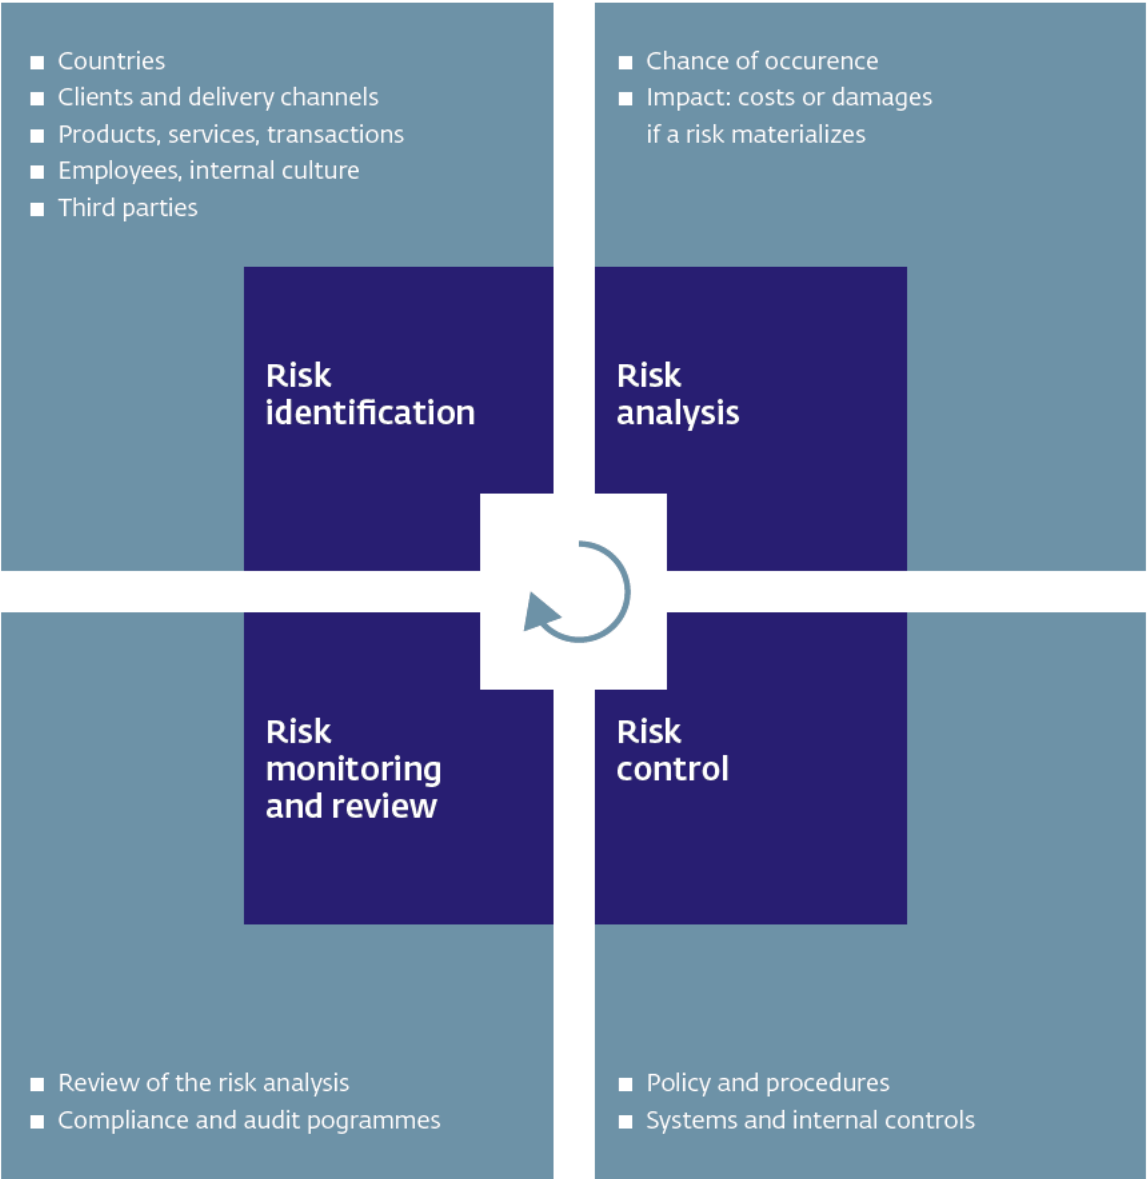 Countries
Clients and delivery channels
Products, services, transactions
Employees, internal culture
Third parties
Chance of occurence
Impact: costs or damages
if a risk materializes
Risk
identification
Risk
analysis
Risk
monitoring
and review
Risk
control
Review of the risk analysis
Compliance and audit pogrammes
Policy and procedures
Systems and internal controls